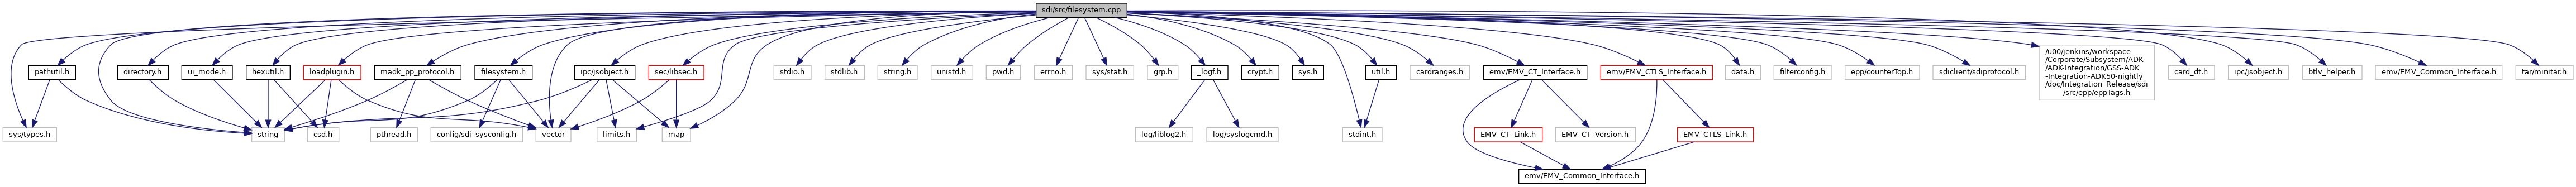 sdi/src/filesystem.cpp
pathutil.h
directory.h
ui_mode.h
hexutil.h
loadplugin.h
madk_pp_protocol.h
filesystem.h
ipc/jsobject.h
sec/libsec.h
stdio.h
stdlib.h
string.h
unistd.h
pwd.h
errno.h
sys/stat.h
grp.h
_logf.h
crypt.h
sys.h
util.h
cardranges.h
emv/EMV_CT_Interface.h
emv/EMV_CTLS_Interface.h
data.h
filterconfig.h
epp/counterTop.h
sdiclient/sdiprotocol.h
/u00/jenkins/workspace
/Corporate/Subsystem/ADK
/ADK-Integration/GSS-ADK
-Integration-ADK50-nightly
/doc/Integration_Release/sdi
/src/epp/eppTags.h
card_dt.h
ipc/jsobject.h
btlv_helper.h
emv/EMV_Common_Interface.h
tar/minitar.h
sys/types.h
string
csd.h
pthread.h
config/sdi_sysconfig.h
vector
limits.h
map
log/liblog2.h
log/syslogcmd.h
stdint.h
EMV_CT_Link.h
EMV_CT_Version.h
EMV_CTLS_Link.h
emv/EMV_Common_Interface.h